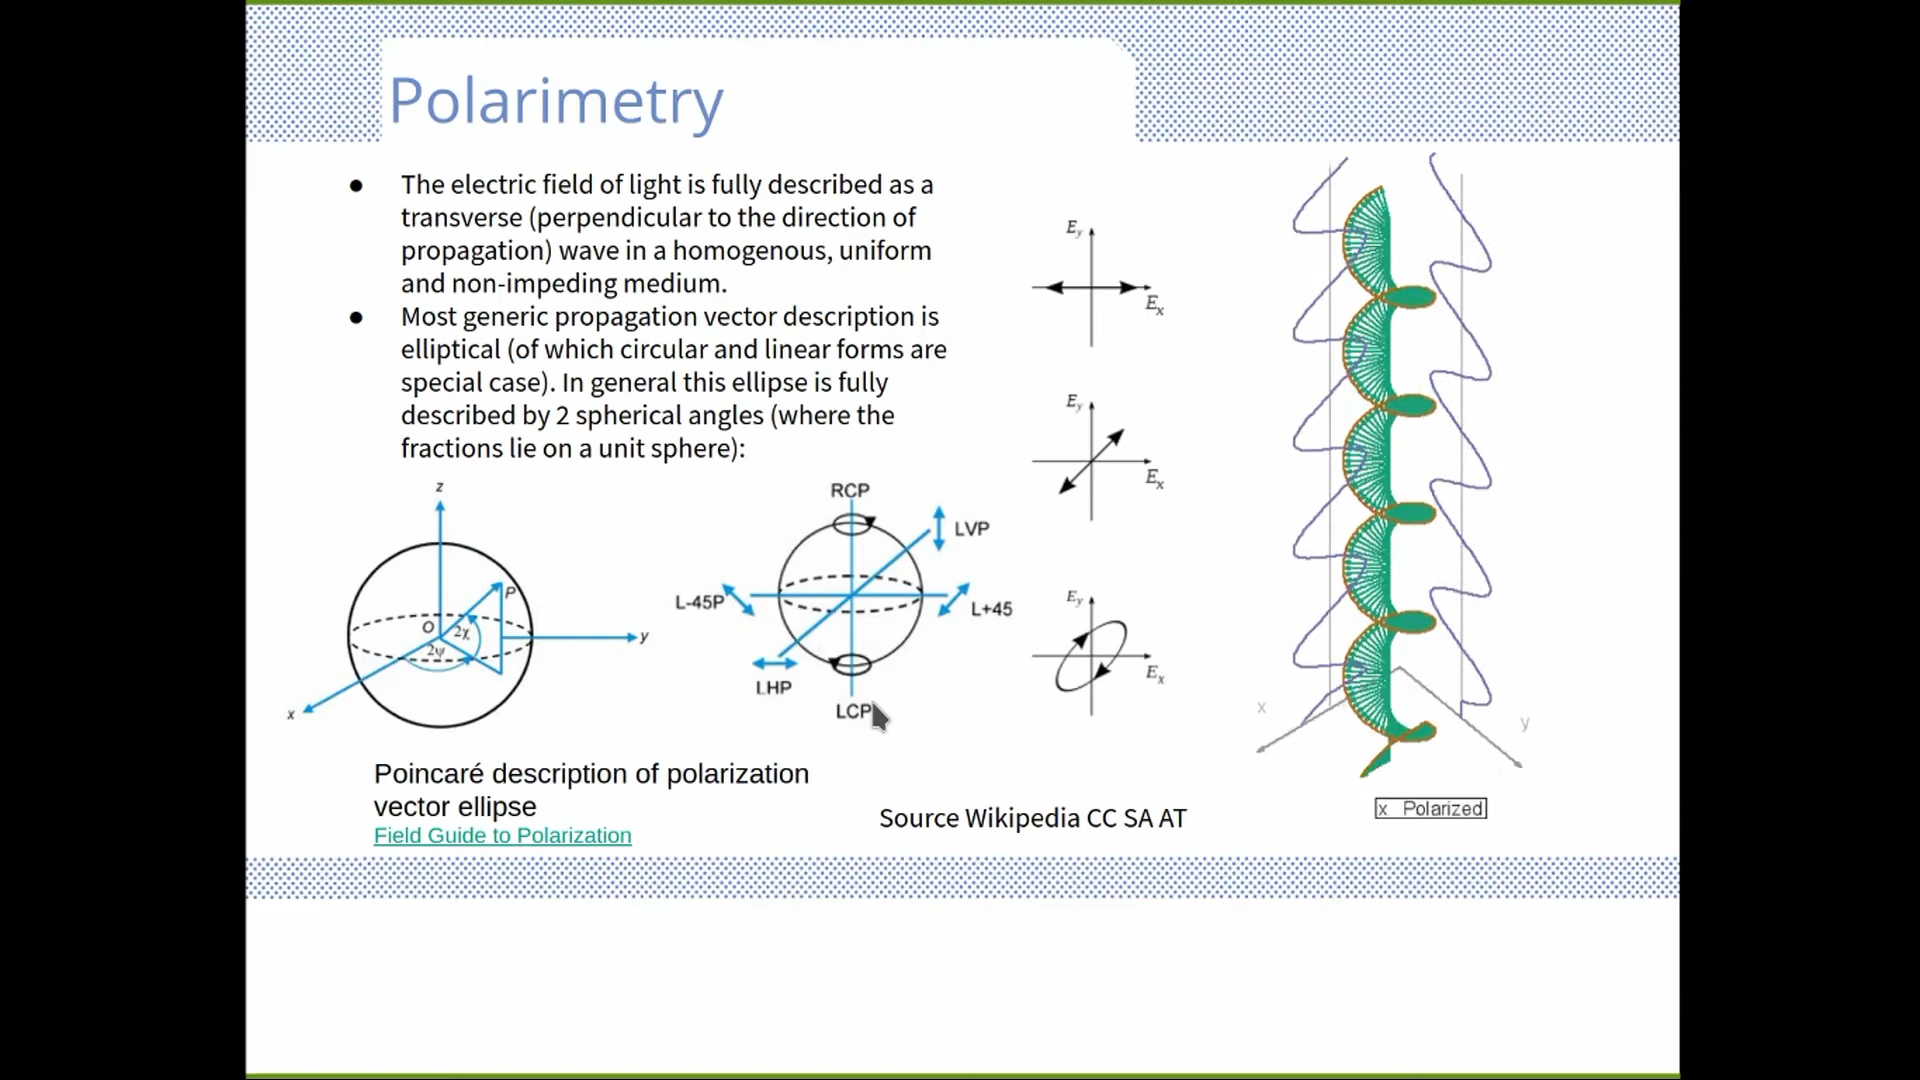 Polarimetry
● The electric field of light is fully described as a
transverse (perpendicular to the direction of
propagation) wave in a homogenous, uniform
and non-impeding medium.
● Most generic propagation vector description is
elliptical (of which circular and linear forms are
special case). In general this ellipse is fully
described by 2 spherical angles (where the
fractions lie on a unit sphere):
z
P
O
2χ
2ψ
y
x
RCP
LVP
L-45P
L+45
LHP
LCP
Ey
Ex
Ey
Ex
Ey
Ex
x
y
x Polarized
Poincaré description of polarization
vector ellipse
Field Guide to Polarization
Source Wikipedia CC SA AT